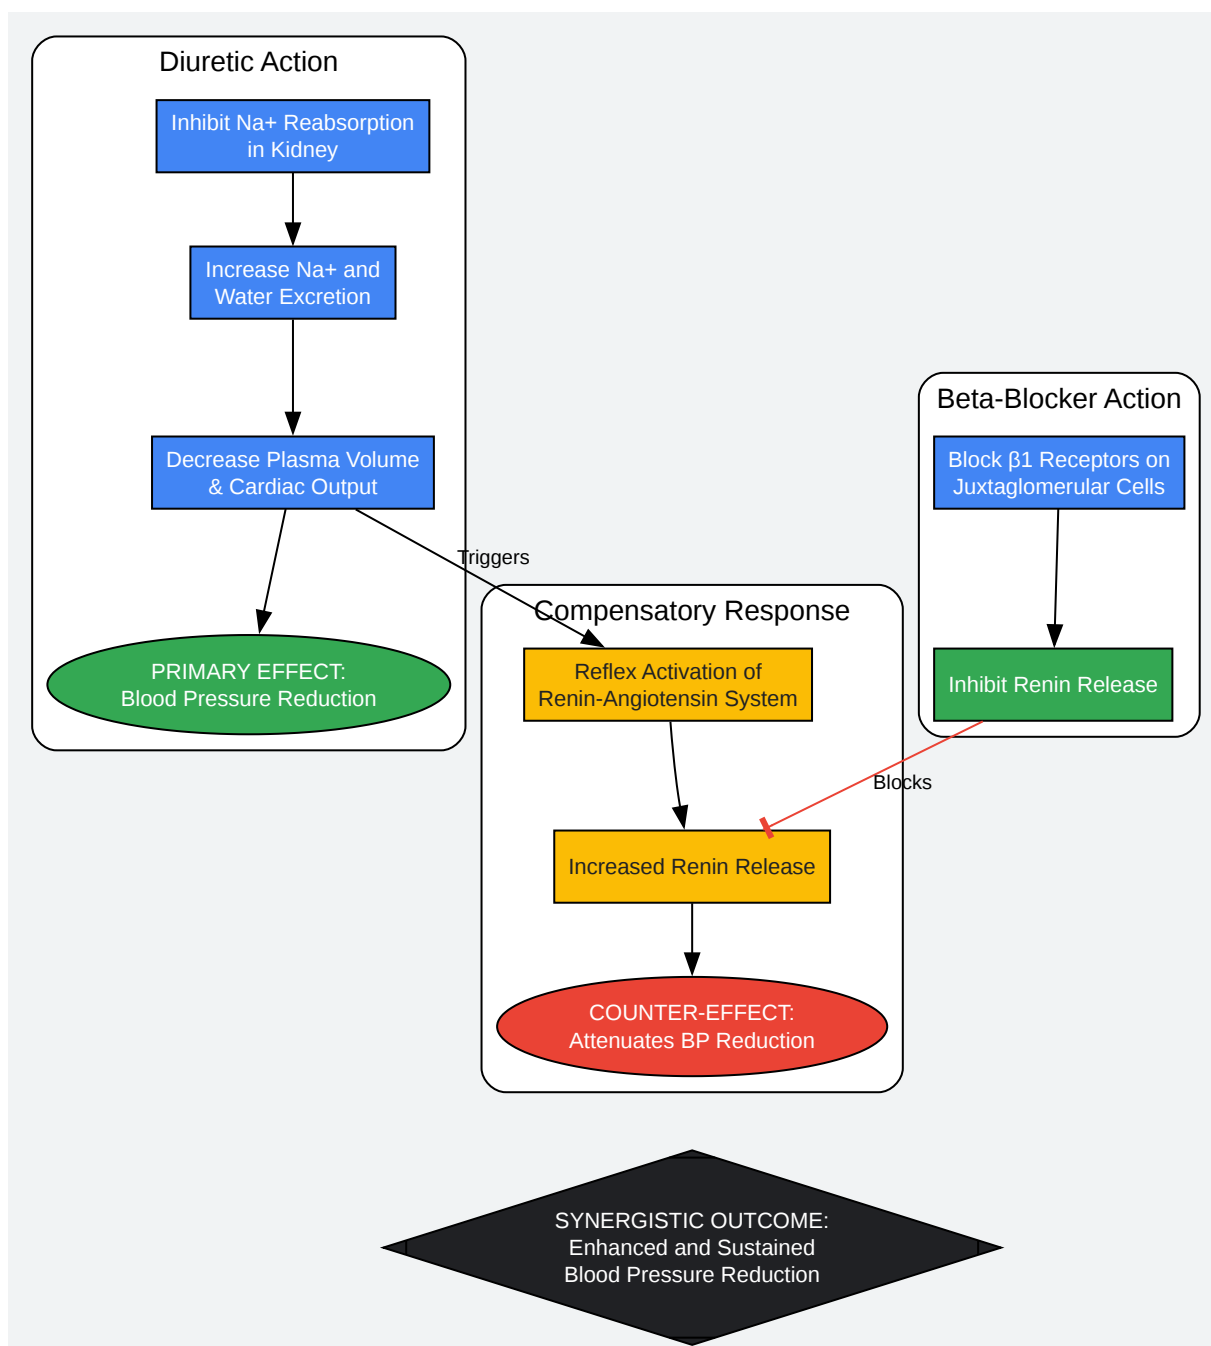 Diuretic Action
Inhibit Na+ Reabsorption
in Kidney
Increase Na+ and
Water Excretion
Decrease Plasma Volume
& Cardiac Output
PRIMARY EFFECT:
Blood Pressure Reduction
Triggers
Compensatory Response
Reflex Activation of
Renin-Angiotensin System
Increased Renin Release
COUNTER-EFFECT:
Attenuates BP Reduction
Beta-Blocker Action
Block β1 Receptors on
Juxtaglomerular Cells
Inhibit Renin Release
Blocks
SYNERGISTIC OUTCOME:
Enhanced and Sustained
Blood Pressure Reduction